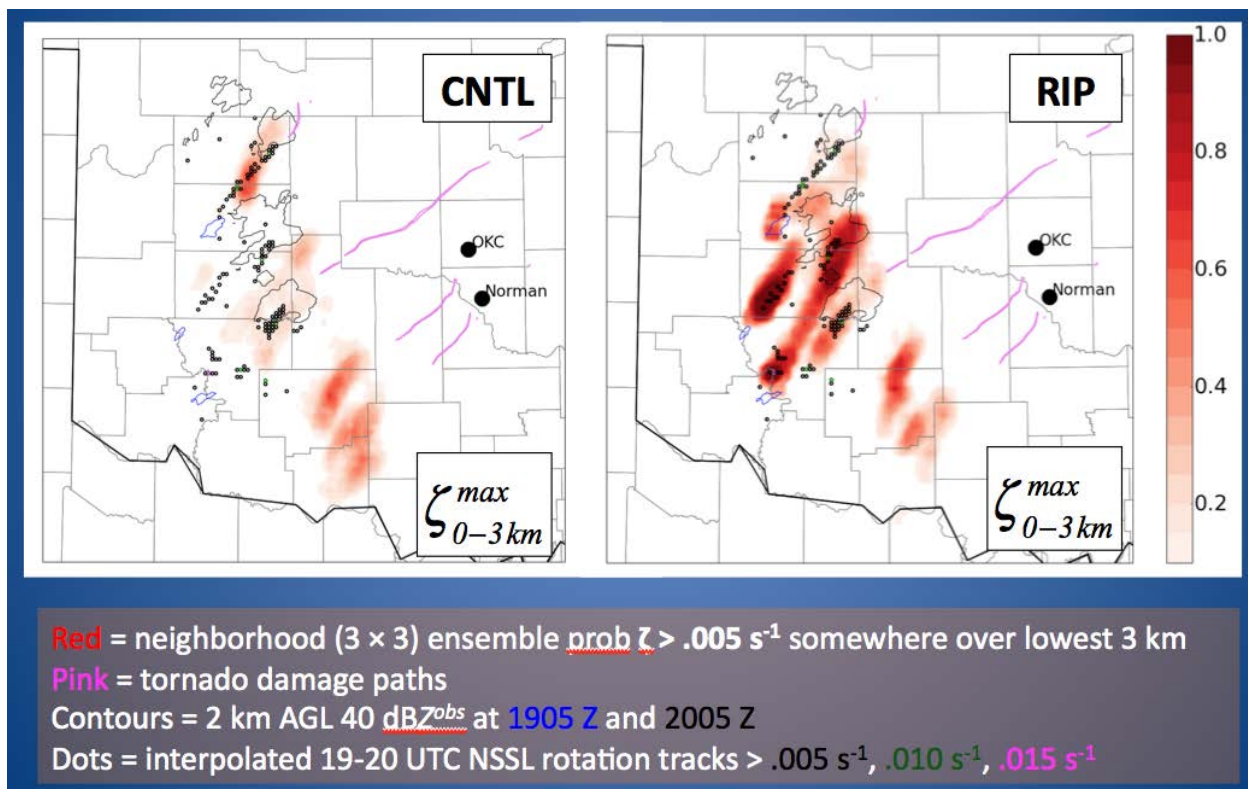 CNTL
OKC
Norman
ζ max 0–3 km
RIP
OKC
Norman
ζ max 0–3 km
1.0
0.8
0.6
0.4
0.2
Red = neighborhood (3 × 3) ensemble prob ζ > .005 s⁻¹ somewhere over lowest 3 km
Pink = tornado damage paths
Contours = 2 km AGL 40 dBZᵒᵇˢ at 1905 Z and 2005 Z
Dots = interpolated 19-20 UTC NSSL rotation tracks > .005 s⁻¹, .010 s⁻¹, .015 s⁻¹